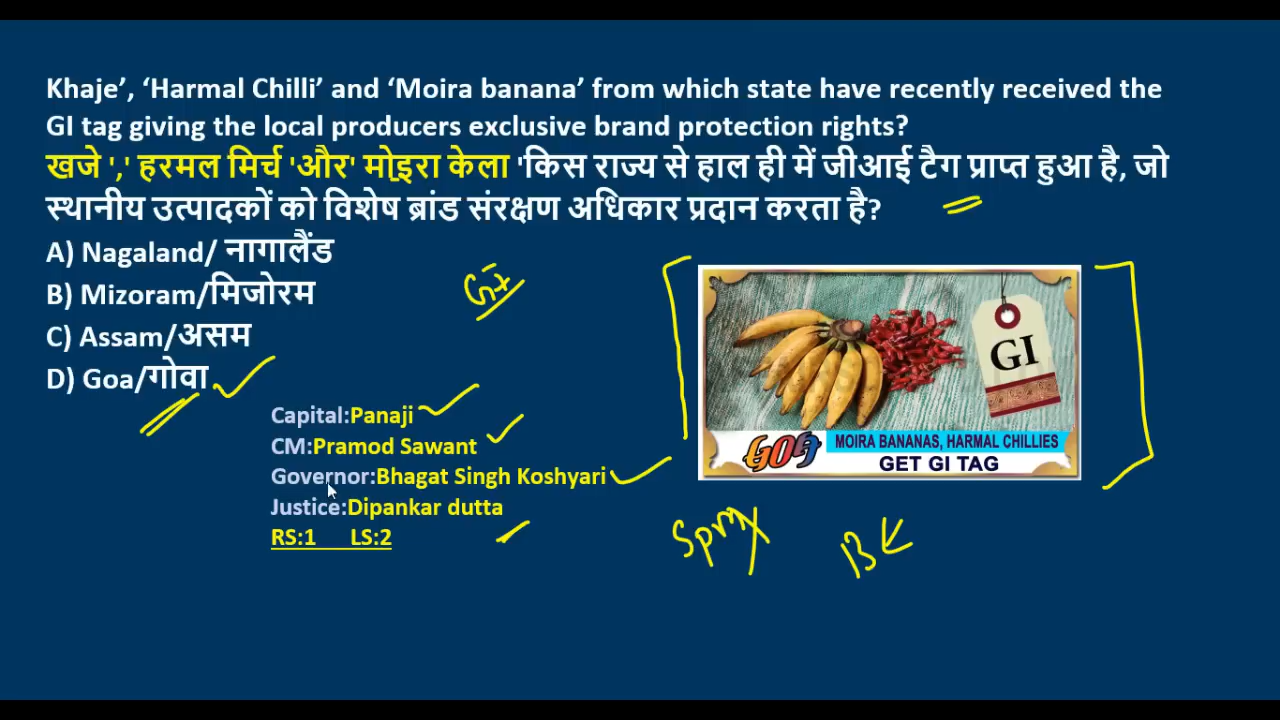 Khaje’, ‘Harmal Chilli’ and ‘Moira banana’ from which state have recently received the
GI tag giving the local producers exclusive brand protection rights?
खजे ',' हरमल मिर्च 'और' मोइरा केला 'किस राज्य से हाल ही में जीआई टैग प्राप्त हुआ है, जो
स्थानीय उत्पादकों को विशेष ब्रांड संरक्षण अधिकार प्रदान करता है?
A) Nagaland/ नागालैंड
B) Mizoram/मिजोरम
C) Assam/असम
D) Goa/गोवा
GI
Capital:Panaji
CM:Pramod Sawant
Governor:Bhagat Singh Koshyari
Justice:Dipankar dutta
RS:1 LS:2
GI
GOA
MOIRA BANANAS, HARMAL CHILLIES
GET GI TAG
BK